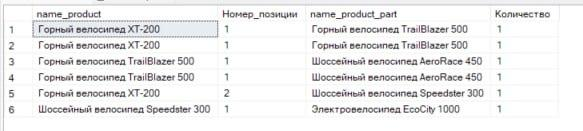 name_product Номер_позиции name_product_part Количество
1 Горный велосипед XT-200 1 Горный велосипед TrailBlazer 500 1
2 Горный велосипед XT-200 1 Горный велосипед TrailBlazer 500 1
3 Горный велосипед TrailBlazer 500 1 Шоссейный велосипед AeroRace 450 1
4 Горный велосипед TrailBlazer 500 1 Шоссейный велосипед AeroRace 450 1
5 Горный велосипед XT-200 2 Шоссейный велосипед Speedster 300 1
6 Шоссейный велосипед Speedster 300 1 Электровелосипед EcoCity 1000 1